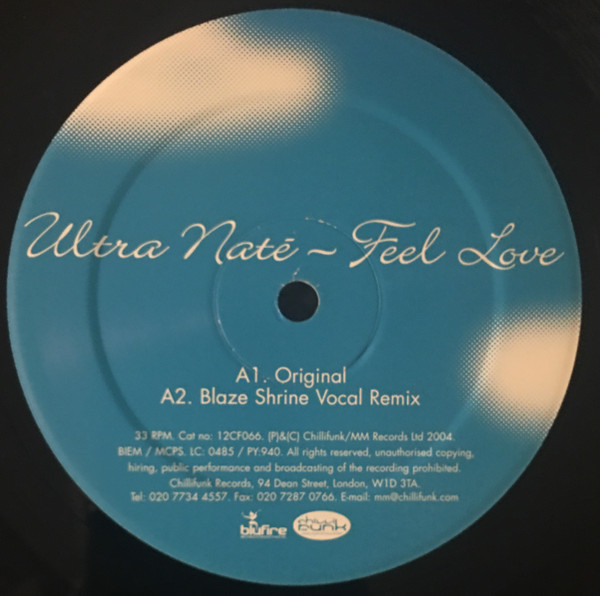 Ultra Naté ~ Feel Love
A1. Original
A2. Blaze Shrine Vocal Remix
33 RPM. Cat no: 12CF066. (P)&(C) Chillifunk/MM Records Ltd 2004.
BIEM / MCPS. LC: 0485 / PY:940. All rights reserved, unauthorised copying,
hiring, public performance and broadcasting of the recording prohibited.
Chillifunk Records, 94 Dean Street, London, W1D 3TA.
Tel: 020 7734 4557. Fax: 020 7287 0766. E-mail: mm@chillifunk.com
blufire
chilli funk